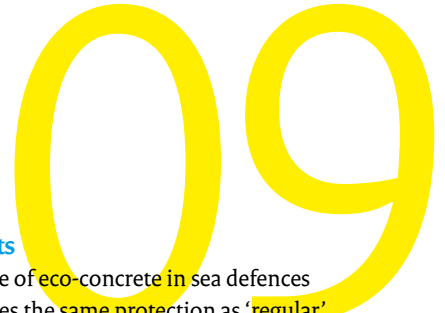 09
ts
e of eco-concrete in sea defences
es the same protection as 'regular'